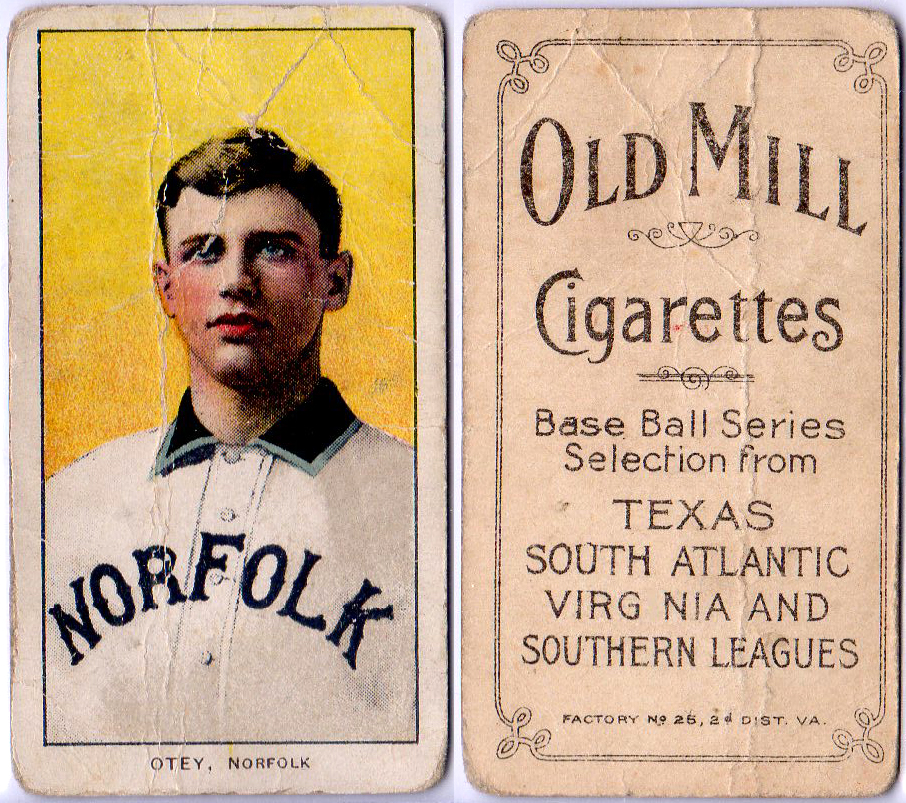 NORFOLK
OTEY, NORFOLK
OLD MILL
Cigarettes
Base Ball Series
Selection from
TEXAS
SOUTH ATLANTIC
VIRG NIA AND
SOUTHERN LEAGUES
FACTORY Nº 25, 2d DIST. VA.